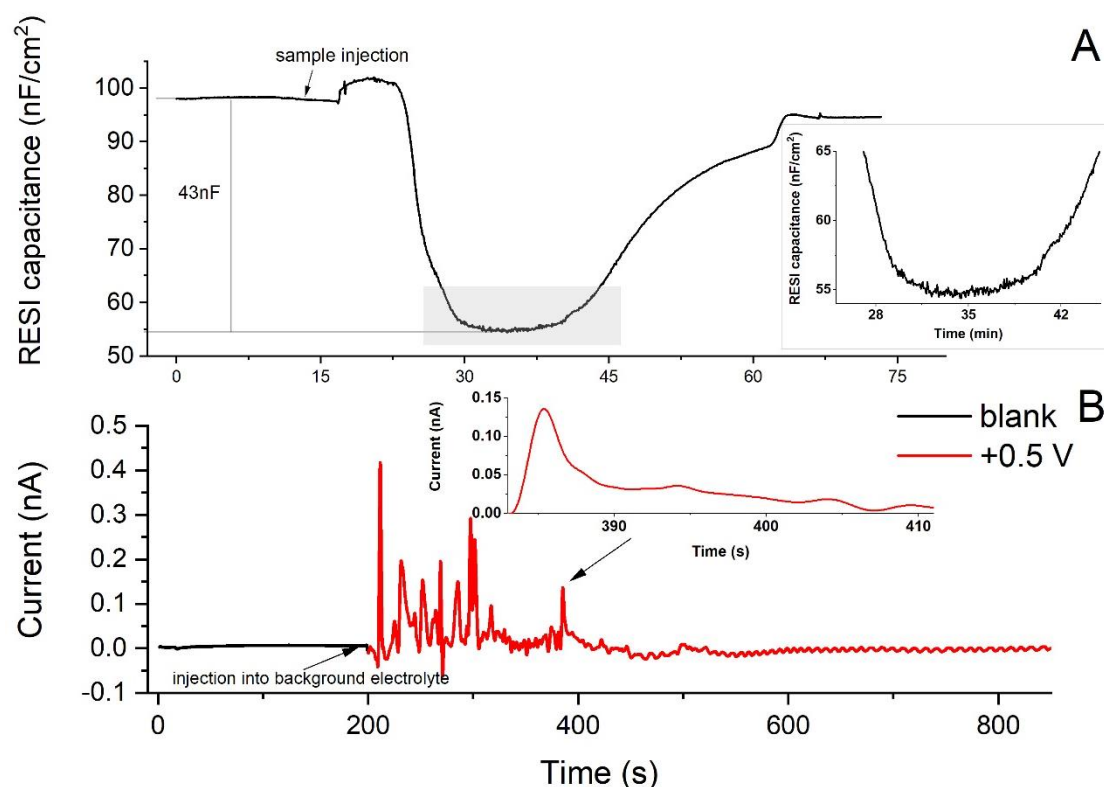 A
RESI capacitance (nF/cm²)
sample injection
43nF
100
90
80
70
60
50
0 15 30 45 60 75
RESI capacitance (nF/cm²)
65
60
55
28 35 42
Time (min)
B
blank
+0.5 V
Current (nA)
0.5
0.4
0.3
0.2
0.1
0.0
-0.1
injection into background electrolyte
0 200 400 600 800
Time (s)
Current (nA)
0.15
0.10
0.05
0.00
390 400 410
Time (s)